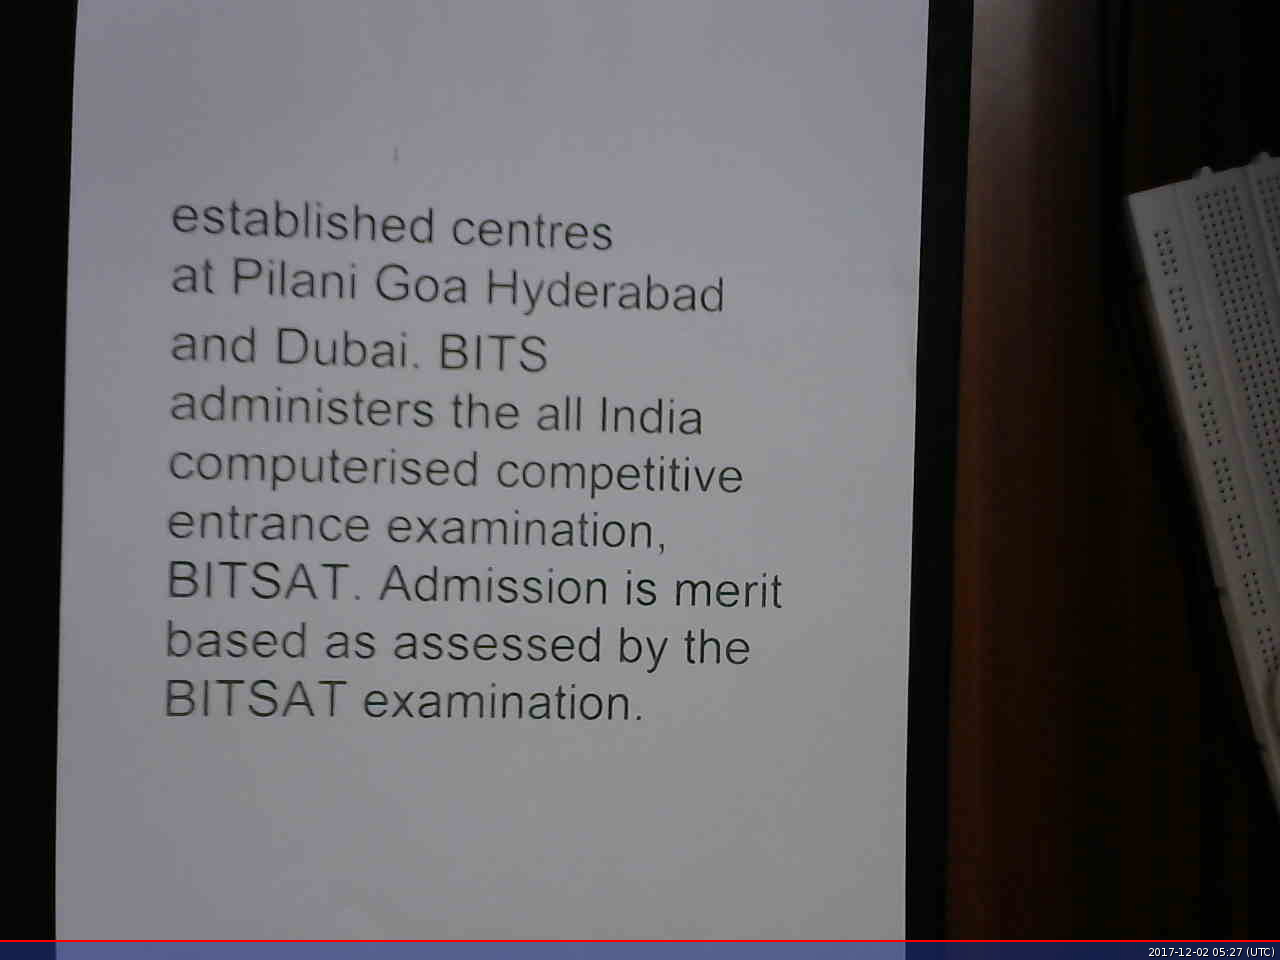 established centres
at Pilani Goa Hyderabad
and Dubai. BITS
administers the all India
computerised competitive
entrance examination,
BITSAT. Admission is merit
based as assessed by the
BITSAT examination.
2017-12-02 05:27 (UTC)